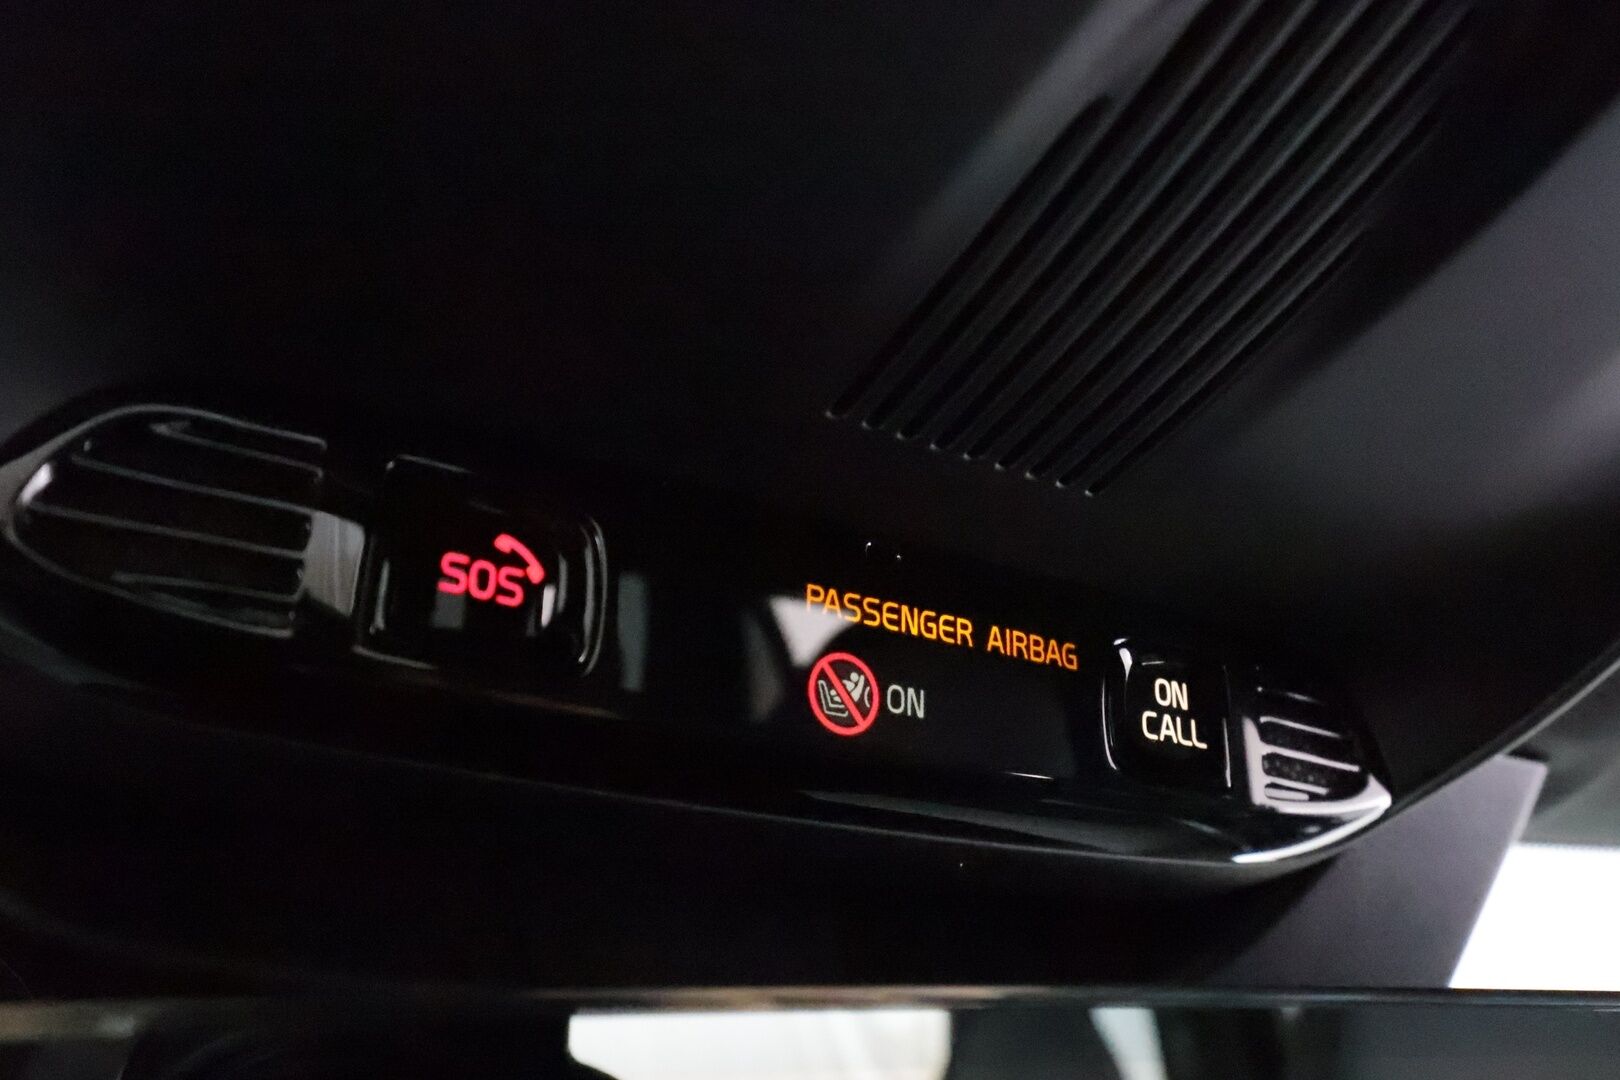 SOS
PASSENGER AIRBAG
ON
ON
CALL